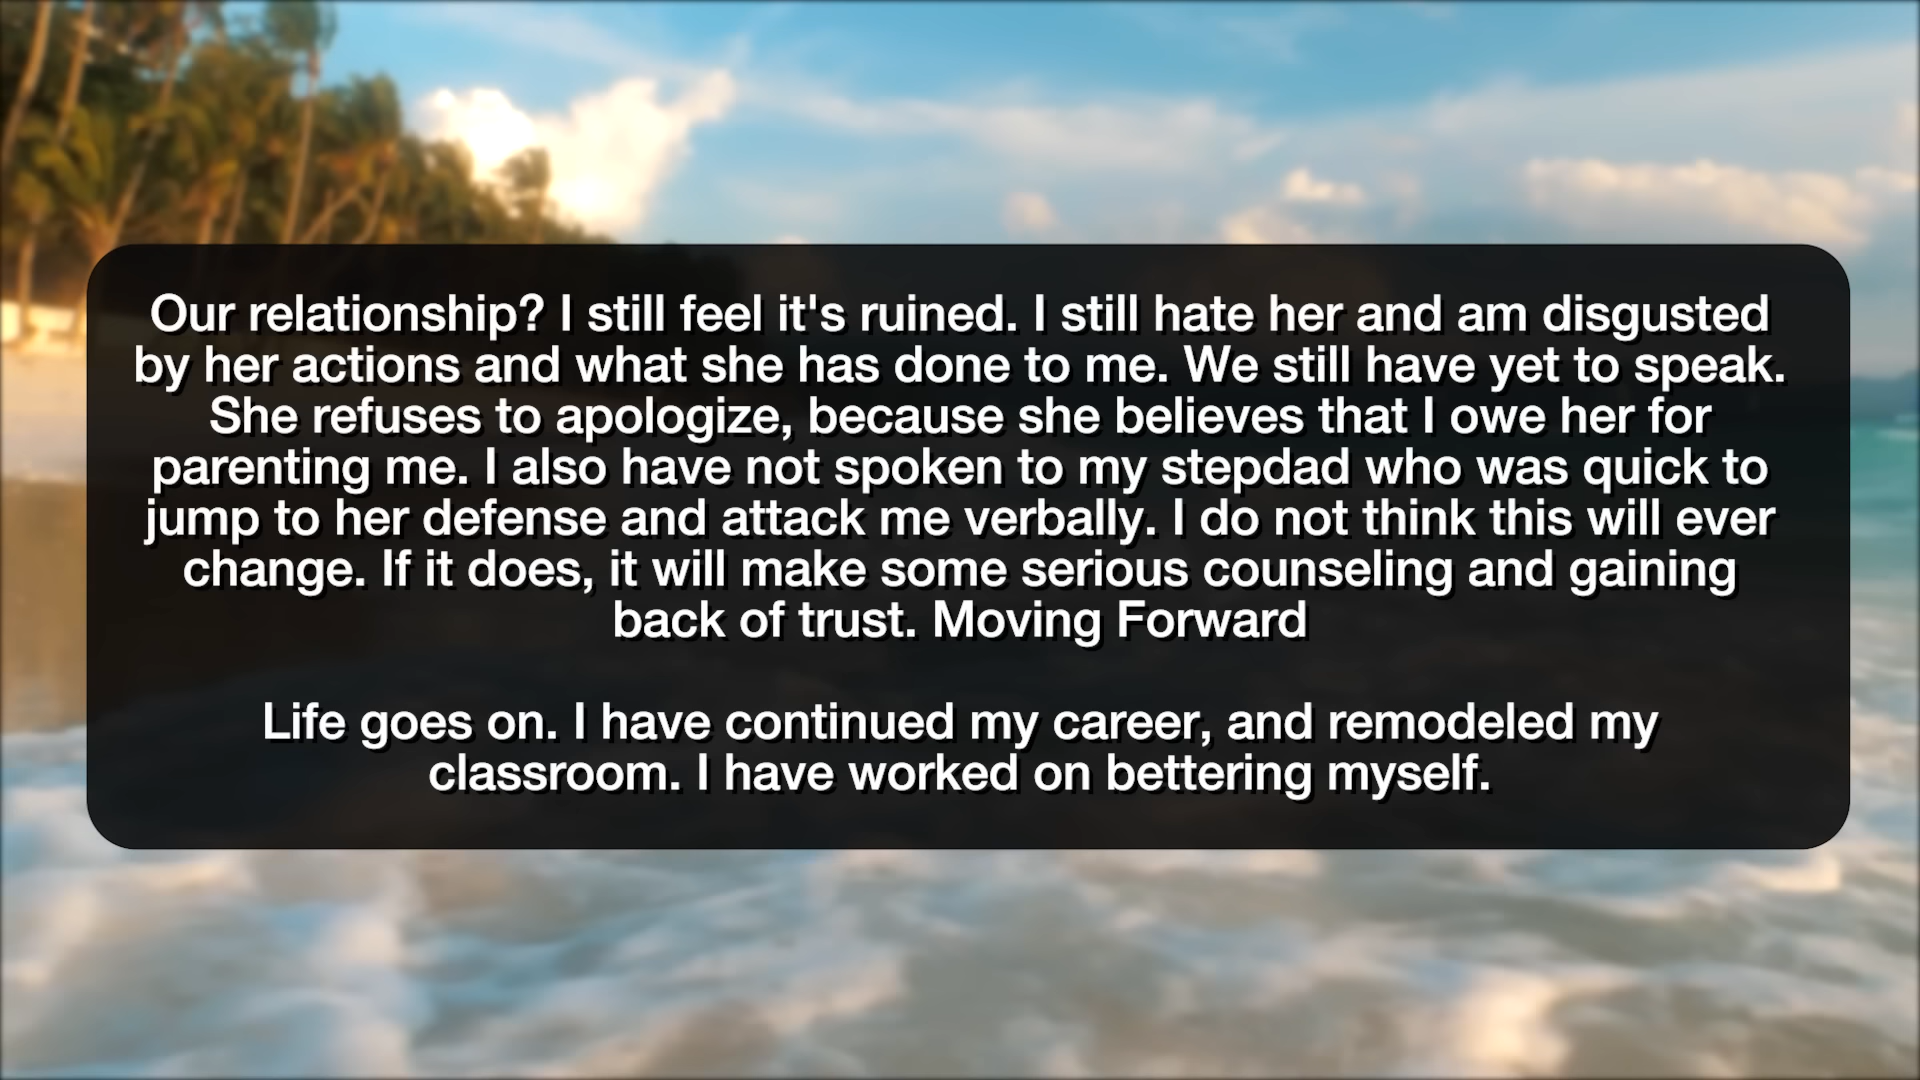 Our relationship? I still feel it's ruined. I still hate her and am disgusted
by her actions and what she has done to me. We still have yet to speak.
She refuses to apologize, because she believes that I owe her for
parenting me. I also have not spoken to my stepdad who was quick to
jump to her defense and attack me verbally. I do not think this will ever
change. If it does, it will make some serious counseling and gaining
back of trust. Moving Forward
Life goes on. I have continued my career, and remodeled my
classroom. I have worked on bettering myself.